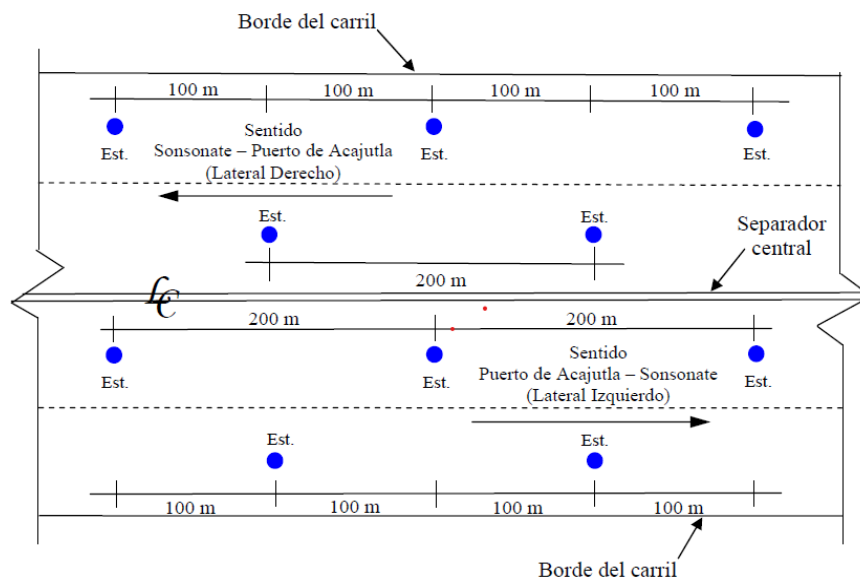 Borde del carril
100 m
100 m
100 m
100 m
Est.
Sentido
Sonsonate – Puerto de Acajutla
(Lateral Derecho)
Est.
Est.
Est.
Est.
Separador
central
200 m
LC
200 m
200 m
Est.
Est.
Sentido
Puerto de Acajutla – Sonsonate
(Lateral Izquierdo)
Est.
Est.
Est.
100 m
100 m
100 m
100 m
Borde del carril